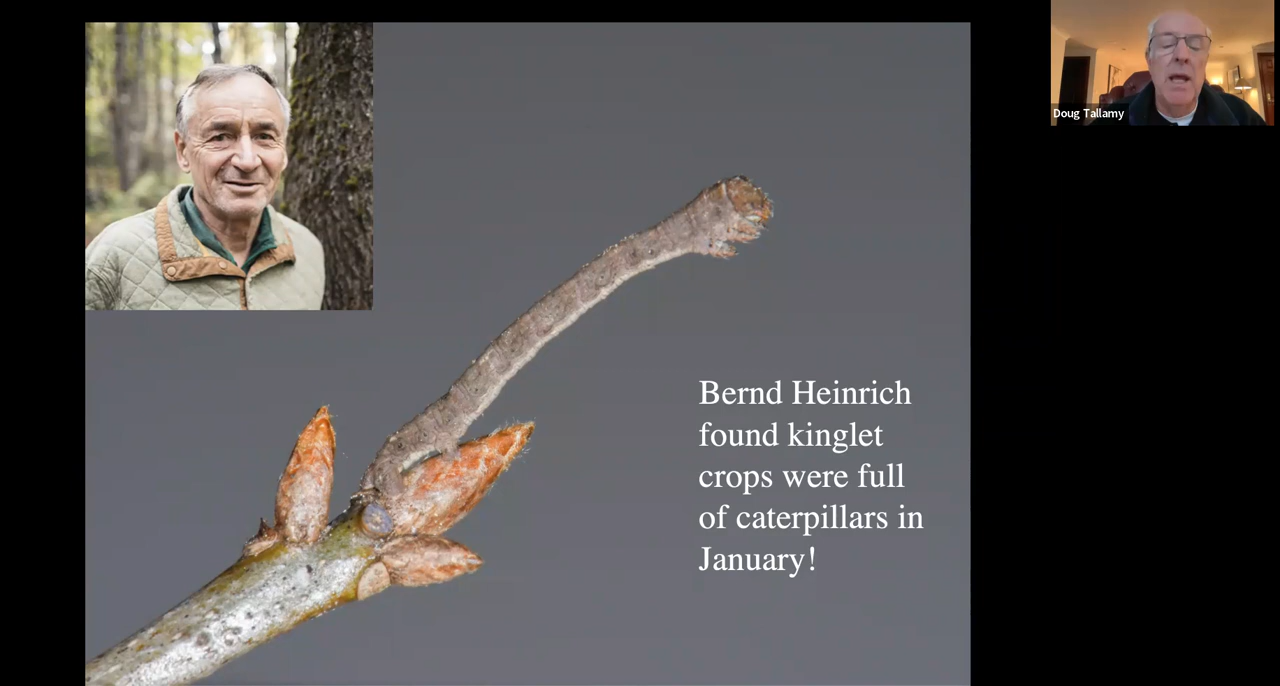 Doug Tallamy
Bernd Heinrich
found kinglet
crops were full
of caterpillars in
January!